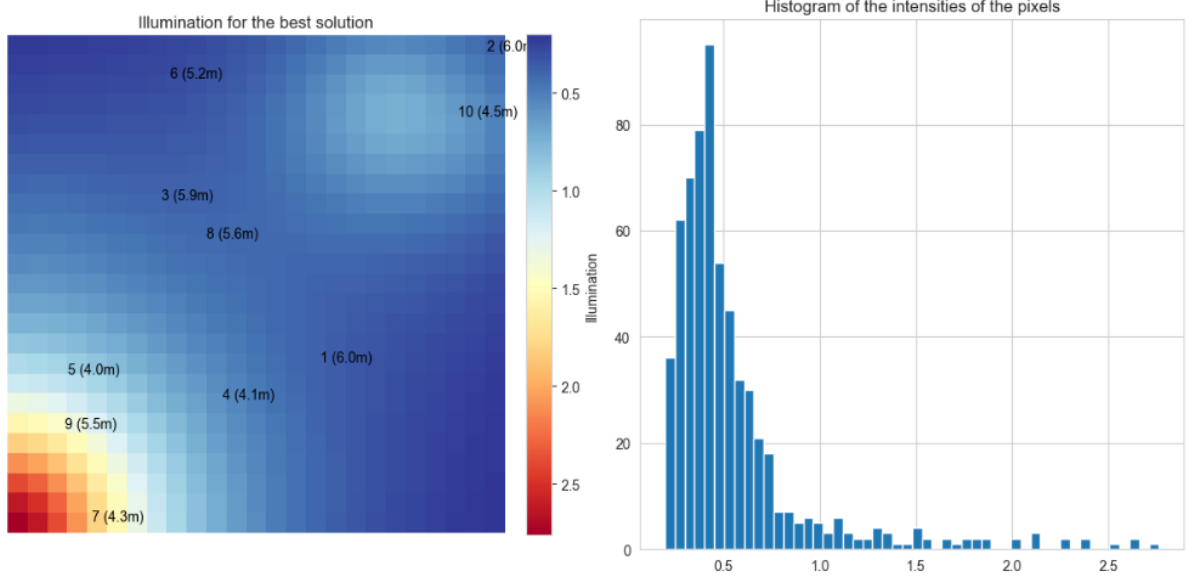 Illumination for the best solution
2 (6.0m
6 (5.2m)
10 (4.5m)
3 (5.9m)
8 (5.6m)
1 (6.0m)
5 (4.0m)
4 (4.1m)
9 (5.5m)
7 (4.3m)
0.5
1.0
1.5
2.0
2.5
Illumination
Histogram of the intensities of the pixels
80
60
40
20
0
0.5
1.0
1.5
2.0
2.5